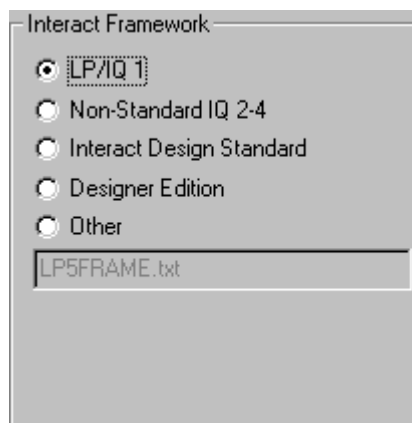 Interact Framework
LP/IQ 1
Non-Standard IQ 2-4
Interact Design Standard
Designer Edition
Other
LP5FRAME.txt